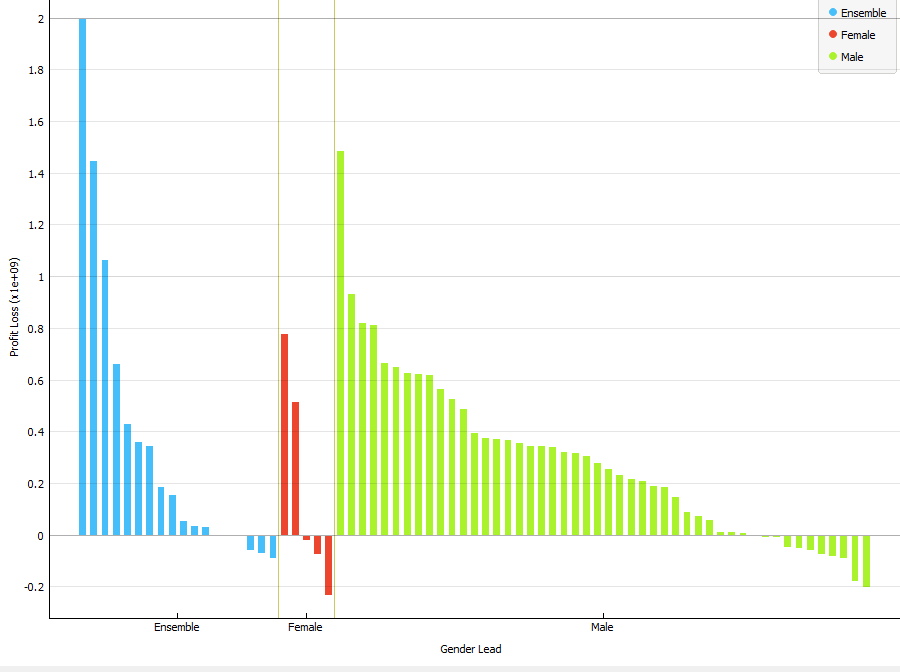 Ensemble
Female
Male
2
1.8
1.6
1.4
1.2
1
0.8
0.6
0.4
0.2
0
-0.2
Profit Loss (x1e+09)
Ensemble Female Male
Gender Lead